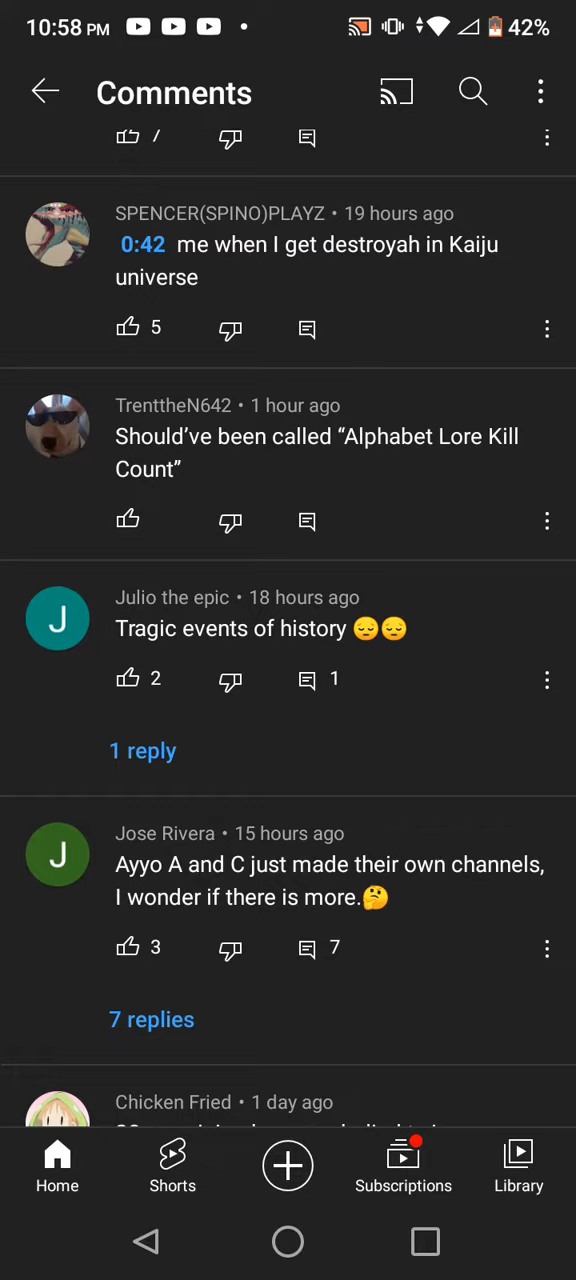 10:58 PM
42%
Comments
7
SPENCER(SPINO)PLAYZ • 19 hours ago
0:42 me when I get destroyah in Kaiju
universe
5
TrenttheN642 • 1 hour ago
Should’ve been called “Alphabet Lore Kill
Count”
J
Julio the epic • 18 hours ago
Tragic events of history 😔😔
2
1
1 reply
J
Jose Rivera • 15 hours ago
Ayyo A and C just made their own channels,
I wonder if there is more.🤔
3
7
7 replies
Chicken Fried • 1 day ago
Home
Shorts
Subscriptions
Library